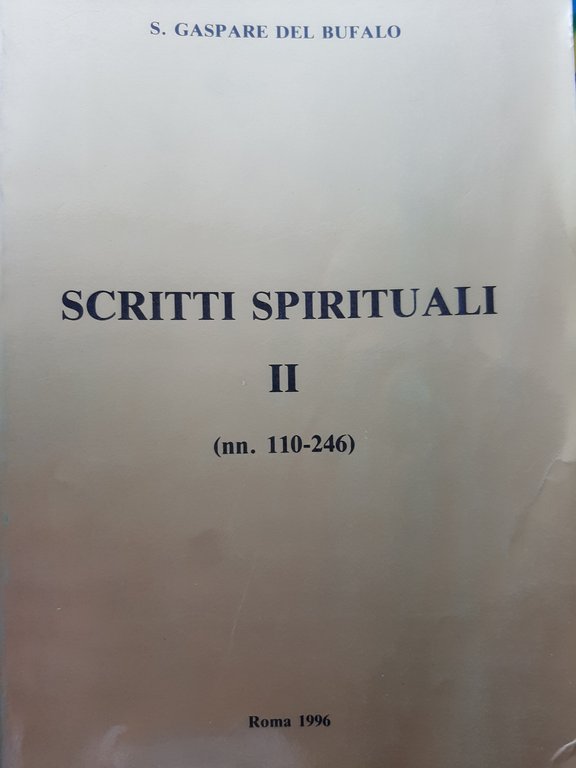 S. GASPARE DEL BUFALO
SCRITTI SPIRITUALI
II
(nn. 110-246)
Roma 1996